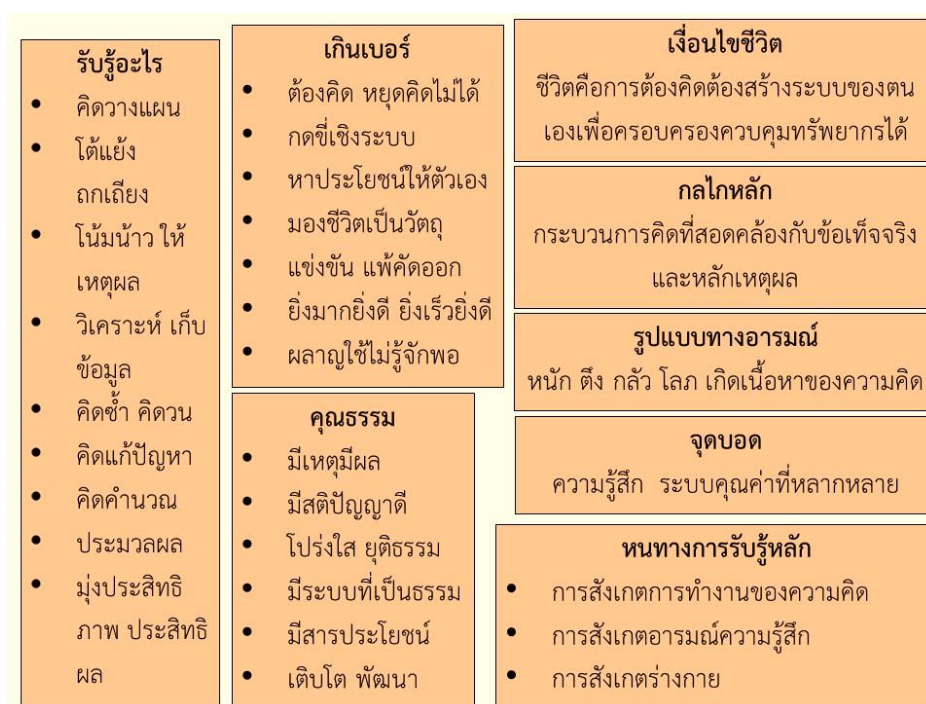 รับรู้อะไร
• คิดวางแผน
• โต้แย้ง
ถกเถียง
• โน้มน้าว ให้
เหตุผล
• วิเคราะห์ เก็บ
ข้อมูล
• คิดซ้ำ คิดวน
• คิดแก้ปัญหา
• คิดคำนวณ
• ประมวลผล
• มุ่งประสิทธิ
ภาพ ประสิทธิ
ผล
เกินเบอร์
• ต้องคิด หยุดคิดไม่ได้
• กดขี่เชิงระบบ
• หาประโยชน์ให้ตัวเอง
• มองชีวิตเป็นวัตถุ
• แข่งขัน แพ้คัดออก
• ยิ่งมากยิ่งดี ยิ่งเร็วยิ่งดี
• ผลาญใช้ไม่รู้จักพอ
คุณธรรม
• มีเหตุมีผล
• มีสติปัญญาดี
• โปร่งใส ยุติธรรม
• มีระบบที่เป็นธรรม
• มีสารประโยชน์
• เติบโต พัฒนา
เงื่อนไขชีวิต
ชีวิตคือการต้องคิดต้องสร้างระบบของตน
เองเพื่อครอบครองควบคุมทรัพยากรได้
กลไกหลัก
กระบวนการคิดที่สอดคล้องกับข้อเท็จจริง
และหลักเหตุผล
รูปแบบทางอารมณ์
หนัก ตึง กลัว โลภ เกิดเนื้อหาของความคิด
จุดบอด
ความรู้สึก ระบบคุณค่าที่หลากหลาย
หนทางการรับรู้หลัก
• การสังเกตการทำงานของความคิด
• การสังเกตอารมณ์ความรู้สึก
• การสังเกตร่างกาย